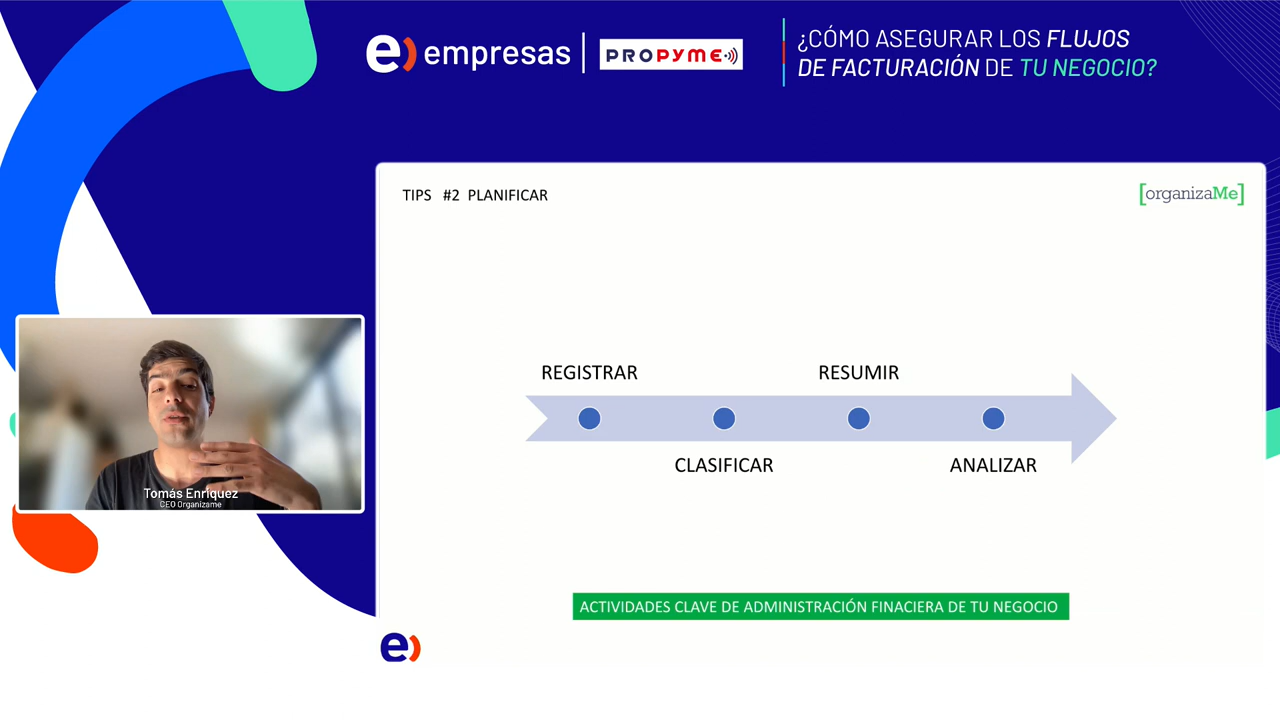 e) empresas
PROPYME
¿CÓMO ASEGURAR LOS FLUJOS
DE FACTURACIÓN DE TU NEGOCIO?
TIPS #2 PLANIFICAR
[organizaMe]
REGISTRAR
RESUMIR
CLASIFICAR
ANALIZAR
Tomás Enriquez
CEO Organizame
ACTIVIDADES CLAVE DE ADMINISTRACIÓN FINACIERA DE TU NEGOCIO
e)